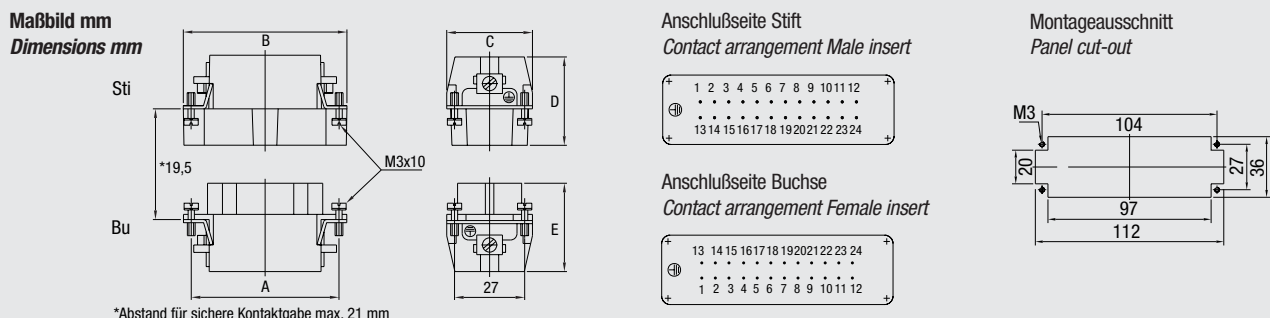 Maßbild mm
Dimensions mm
B
C
Sti
D
*19,5
M3x10
Bu
E
A
27
*Abstand für sichere Kontaktgabe max. 21 mm
Anschlußseite Stift
Contact arrangement Male insert
1 2 3 4 5 6 7 8 9 10 11 12
13 14 15 16 17 18 19 20 21 22 23 24
Anschlußseite Buchse
Contact arrangement Female insert
13 14 15 16 17 18 19 20 21 22 23 24
1 2 3 4 5 6 7 8 9 10 11 12
Montageausschnitt
Panel cut-out
M3
104
20
27
36
97
112